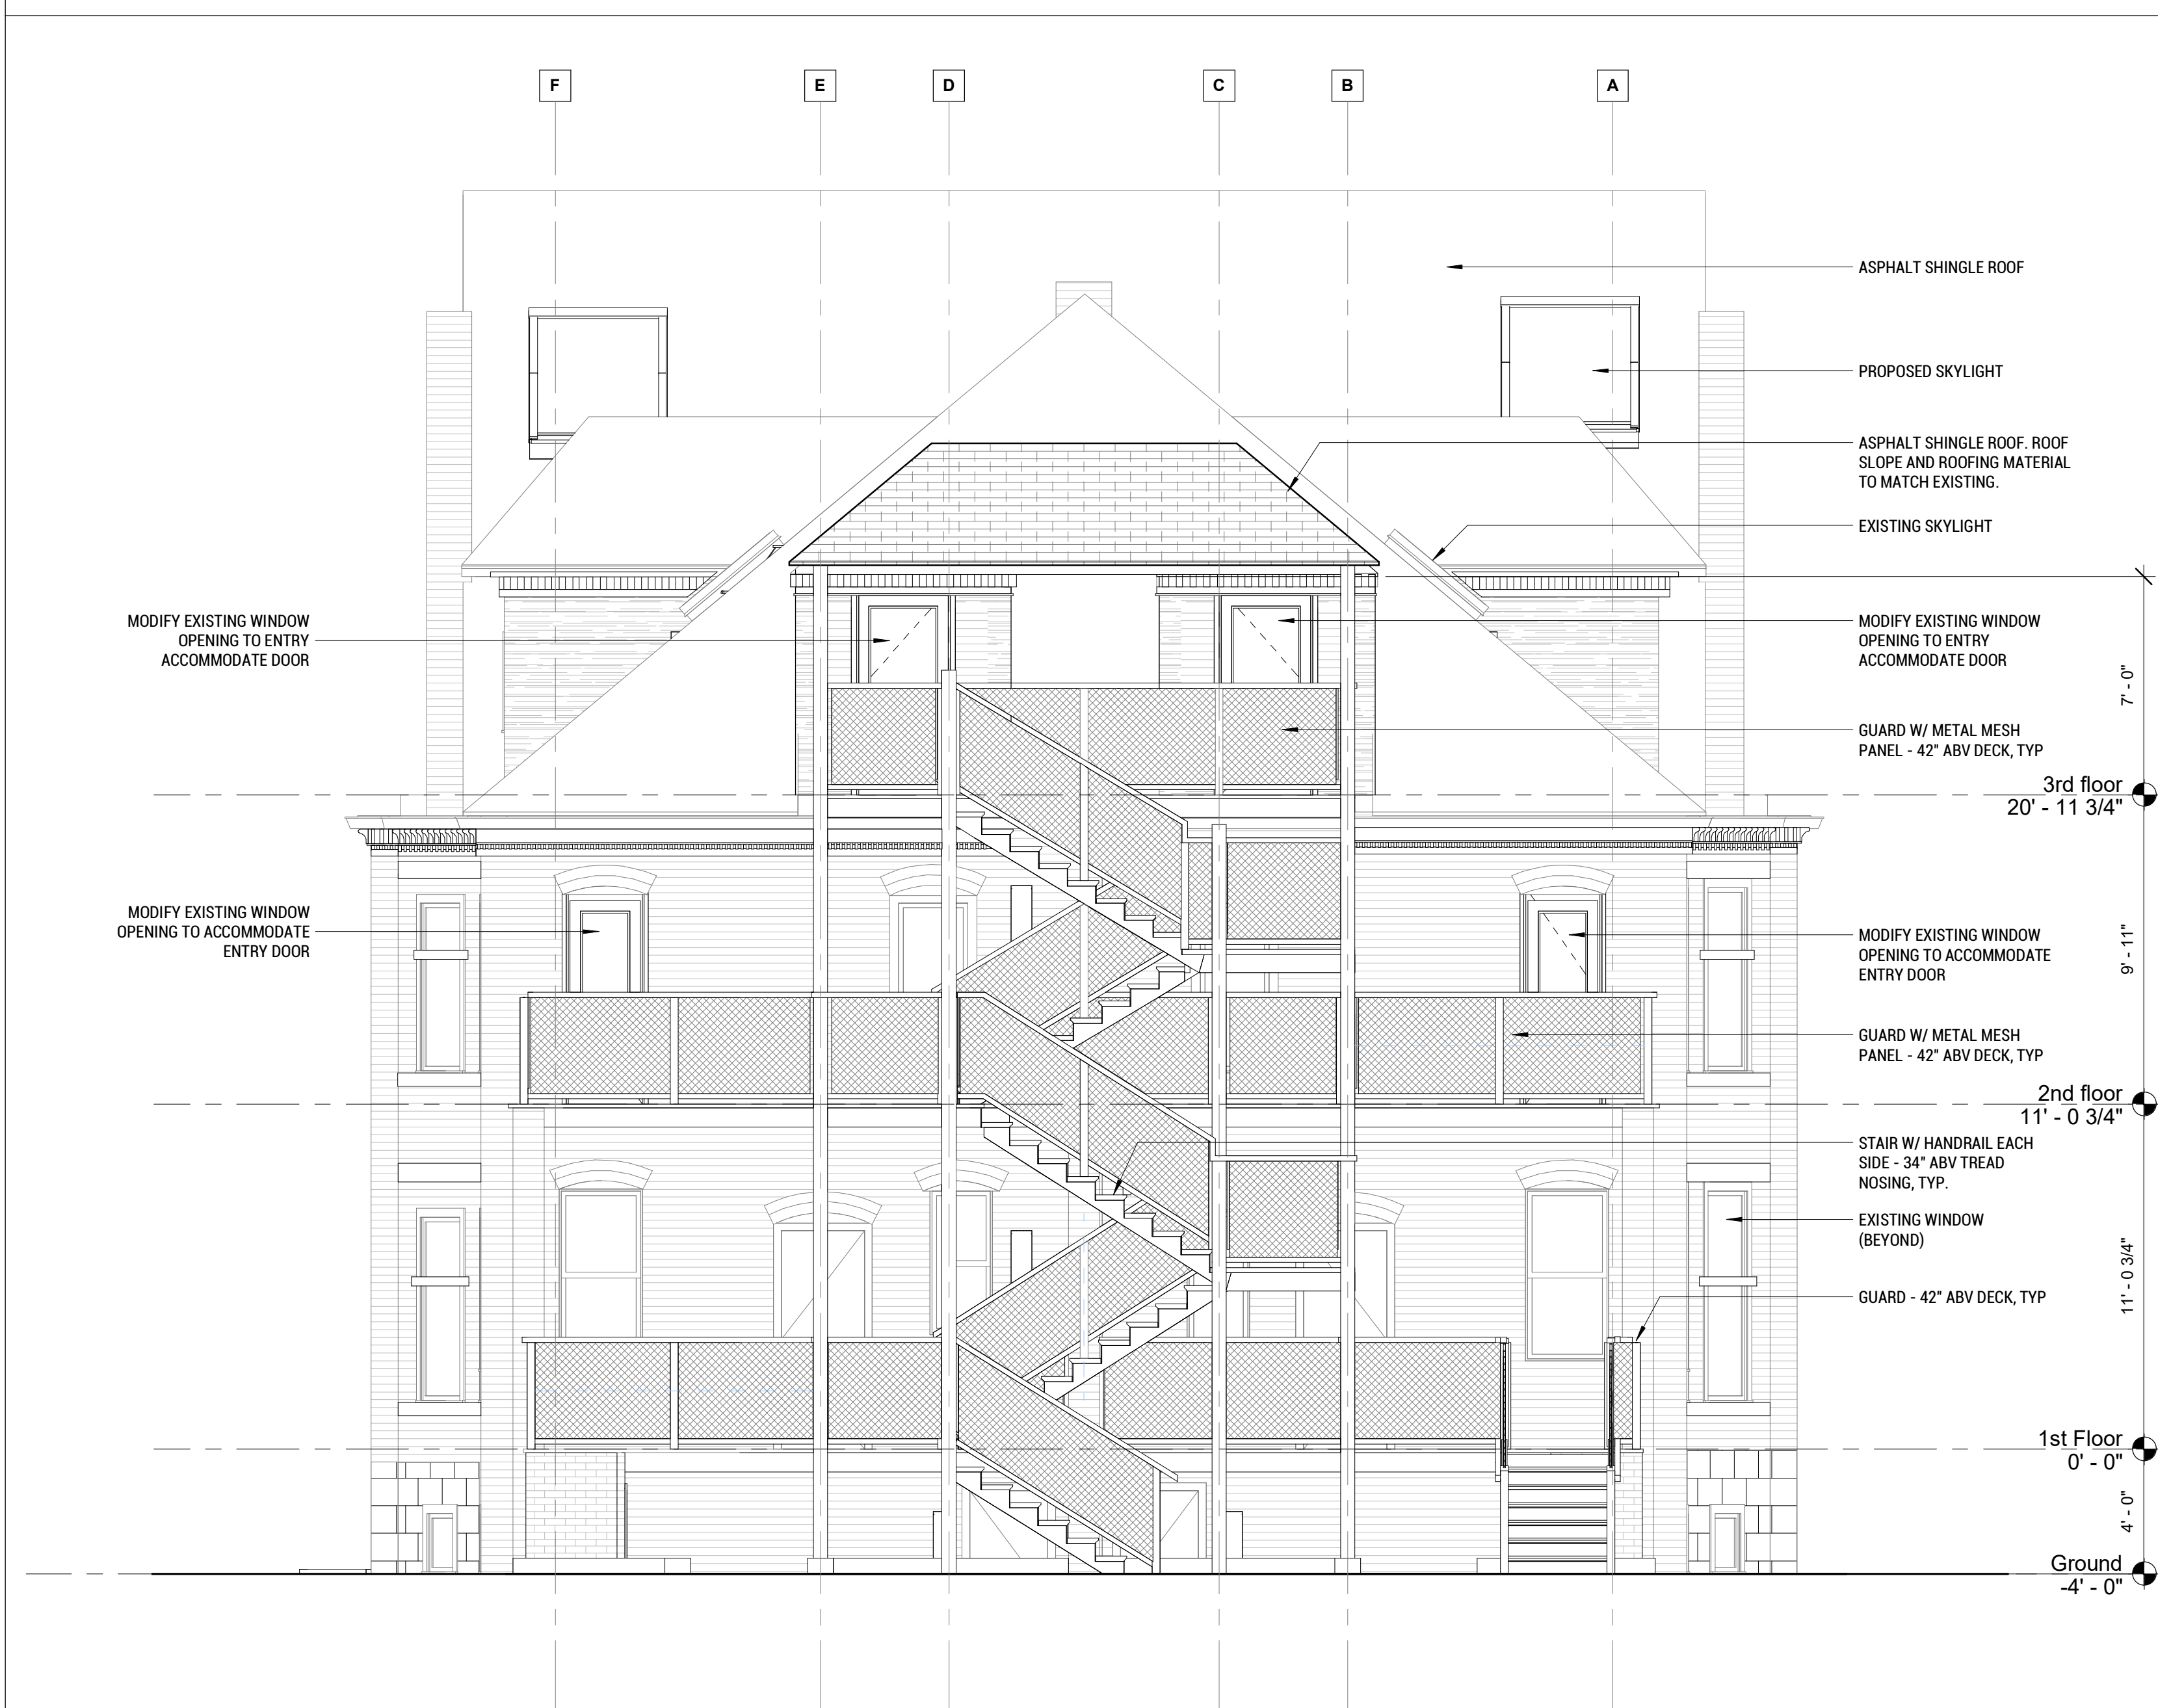 F
E
D
C
B
A
ASPHALT SHINGLE ROOF
PROPOSED SKYLIGHT
ASPHALT SHINGLE ROOF. ROOF
SLOPE AND ROOFING MATERIAL
TO MATCH EXISTING.
EXISTING SKYLIGHT
MODIFY EXISTING WINDOW
OPENING TO ENTRY
ACCOMMODATE DOOR
MODIFY EXISTING WINDOW
OPENING TO ENTRY
ACCOMMODATE DOOR
7' - 0"
GUARD W/ METAL MESH
PANEL - 42" ABV DECK, TYP
3rd floor
20' - 11 3/4"
MODIFY EXISTING WINDOW
OPENING TO ACCOMMODATE
ENTRY DOOR
MODIFY EXISTING WINDOW
OPENING TO ACCOMMODATE
ENTRY DOOR
9' - 11"
GUARD W/ METAL MESH
PANEL - 42" ABV DECK, TYP
2nd floor
11' - 0 3/4"
STAIR W/ HANDRAIL EACH
SIDE - 34" ABV TREAD
NOSING, TYP.
EXISTING WINDOW
(BEYOND)
11' - 0 3/4"
GUARD - 42" ABV DECK, TYP
1st Floor
0' - 0"
4' - 0"
Ground
-4' - 0"